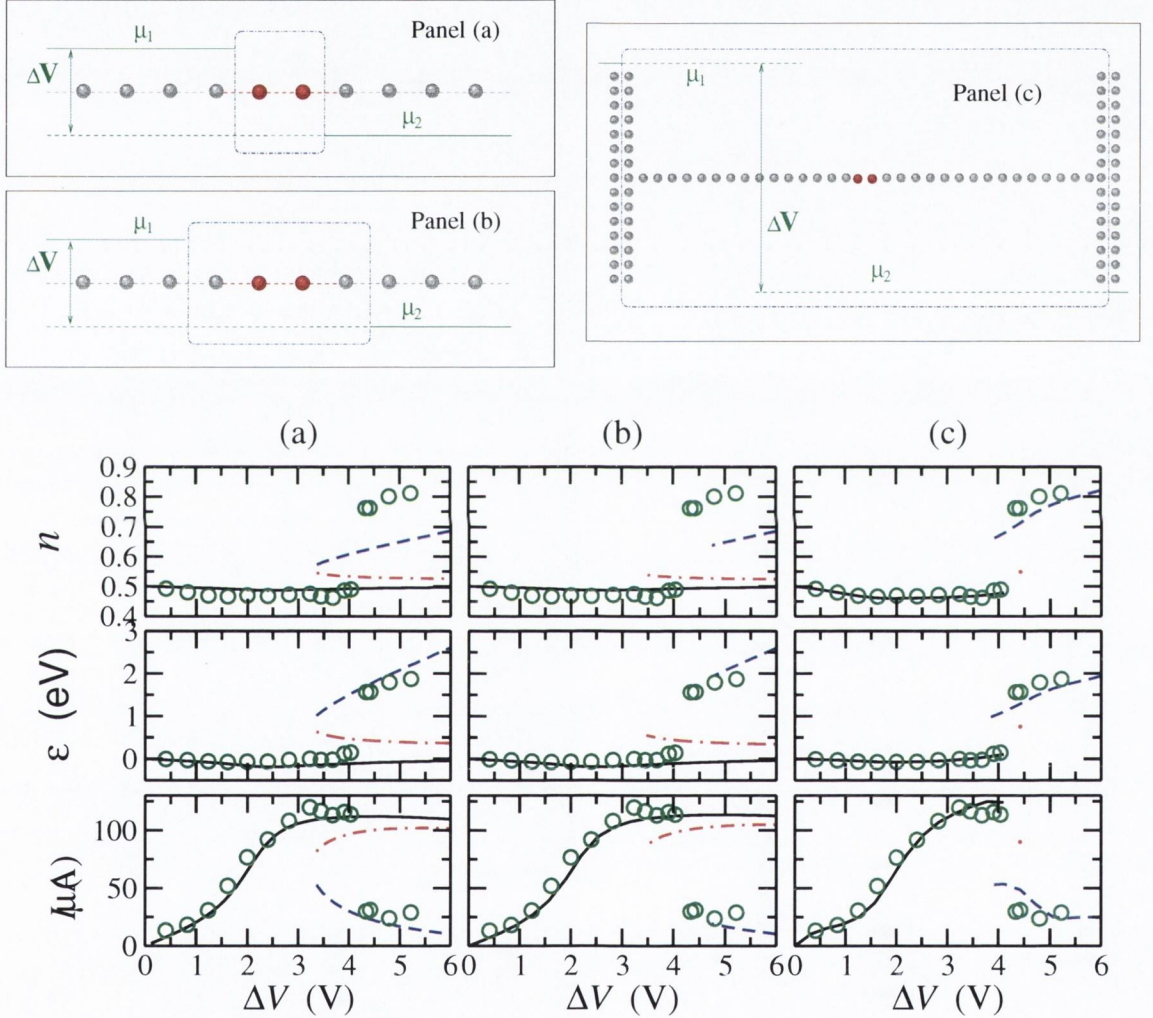 Panel (a)
μ₁
ΔV
μ₂
Panel (b)
μ₁
ΔV
μ₂
Panel (c)
μ₁
ΔV
μ₂
(a) (b) (c)
n
0.9
0.8
0.7
0.6
0.5
0.4
ε (eV)
3
2
1
0
I(μA)
100
50
0
0 1 2 3 4 5 6 0 1 2 3 4 5 6 0 1 2 3 4 5 6
ΔV (V) ΔV (V) ΔV (V)